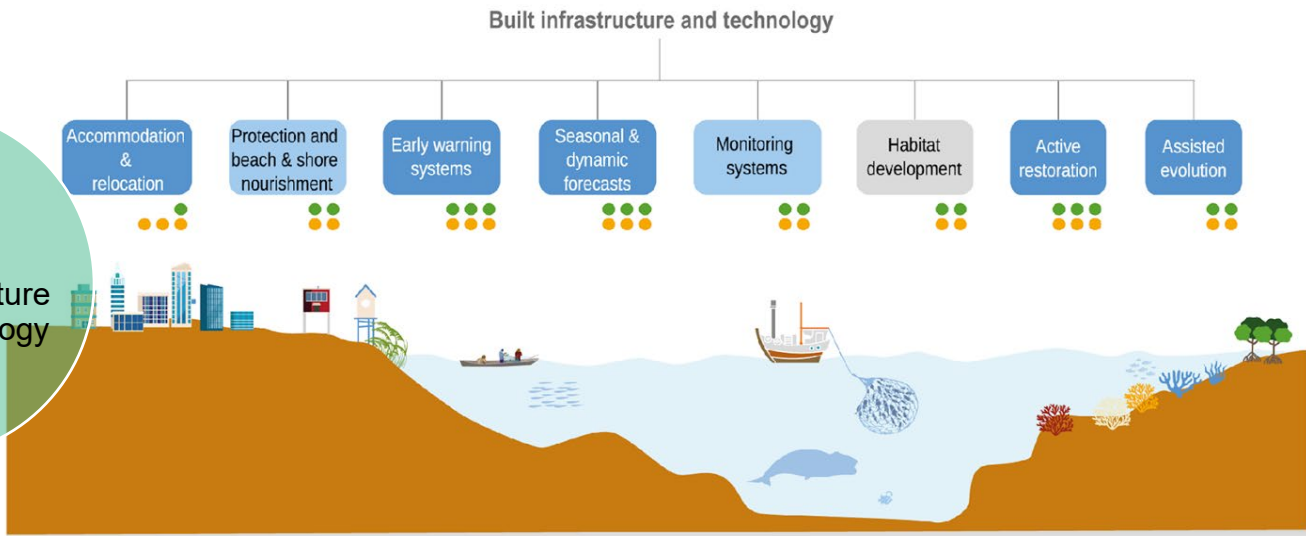 Built infrastructure and technology
Accommodation
&
relocation
Protection and
beach & shore
nourishment
Early warning
systems
Seasonal &
dynamic
forecasts
Monitoring
systems
Habitat
development
Active
restoration
Assisted
evolution
ture
ogy